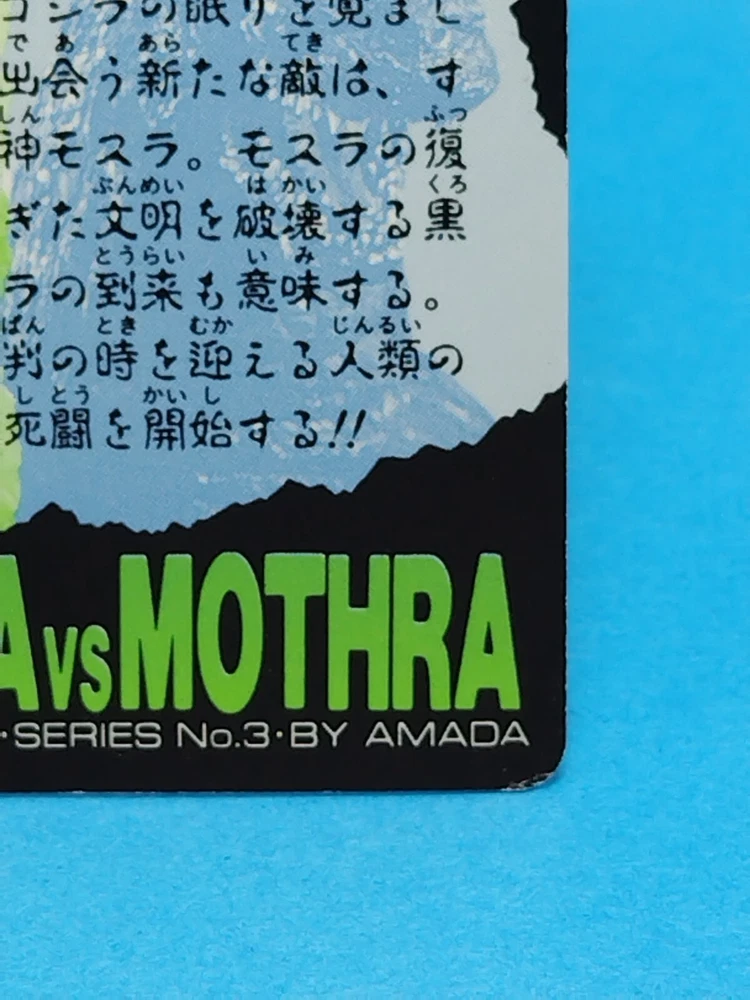 ゴジラの眠りを覚まし
出会う新たな敵は、す
神モスラ。モスラの復
ぎた文明を破壊する黒
ラの到来も意味する。
判の時を迎える人類の
死闘を開始する!!
A VS MOTHRA
·SERIES No.3·BY AMADA